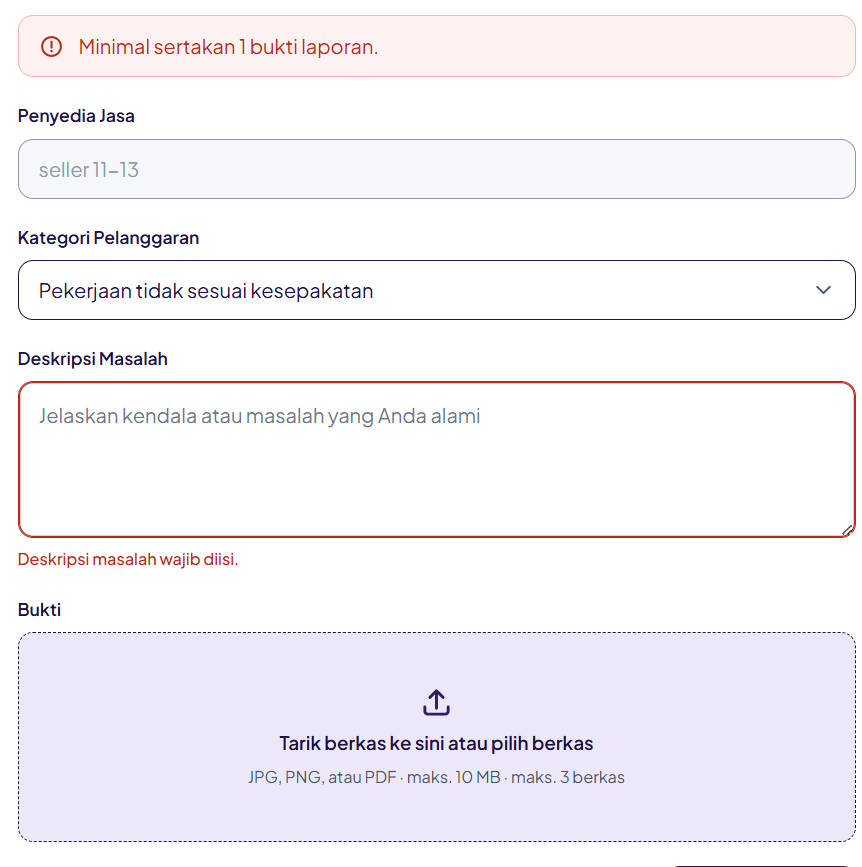 Minimal sertakan 1 bukti laporan.
Penyedia Jasa
seller 11-13
Kategori Pelanggaran
Pekerjaan tidak sesuai kesepakatan
Deskripsi Masalah
Jelaskan kendala atau masalah yang Anda alami
Deskripsi masalah wajib diisi.
Bukti
Tarik berkas ke sini atau pilih berkas
JPG, PNG, atau PDF · maks. 10 MB · maks. 3 berkas